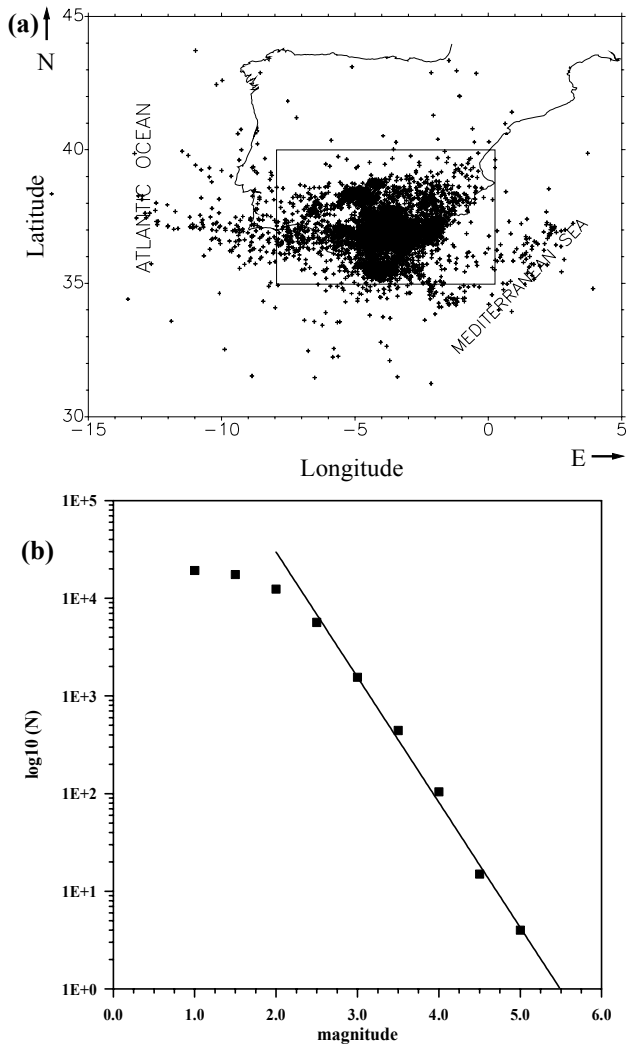 (a)
N
45
40
35
30
Latitude
ATLANTIC OCEAN
MEDITERRANEAN SEA
-15 -10 -5 0 5
Longitude
E
(b)
1E+5
1E+4
1E+3
1E+2
1E+1
1E+0
log10 (N)
0.0 1.0 2.0 3.0 4.0 5.0 6.0
magnitude